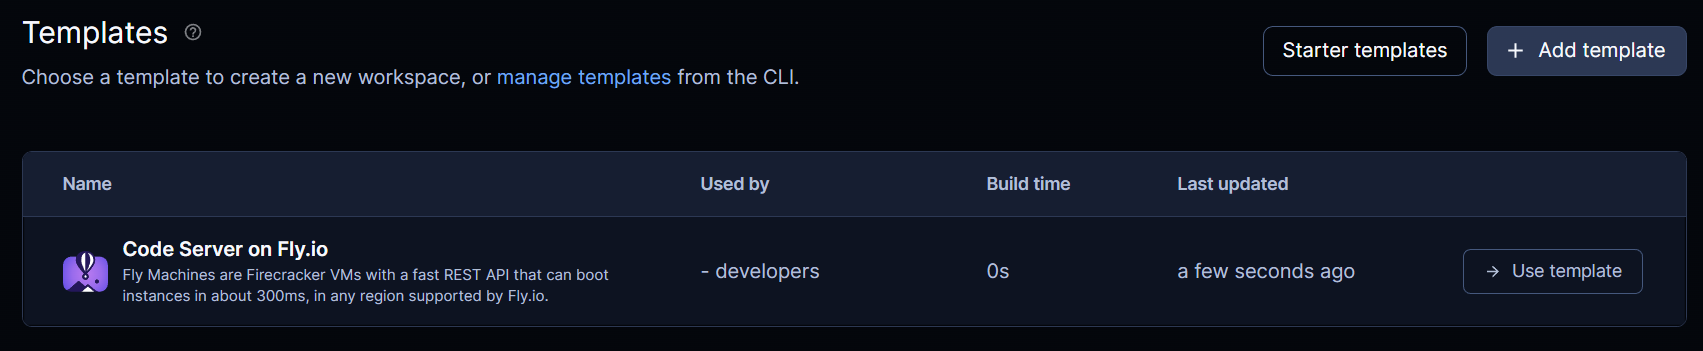 Templates
Starter templates
+ Add template
Choose a template to create a new workspace, or manage templates from the CLI.
Name Used by Build time Last updated
Code Server on Fly.io
Fly Machines are Firecracker VMs with a fast REST API that can boot
instances in about 300ms, in any region supported by Fly.io.
- developers 0s a few seconds ago → Use template